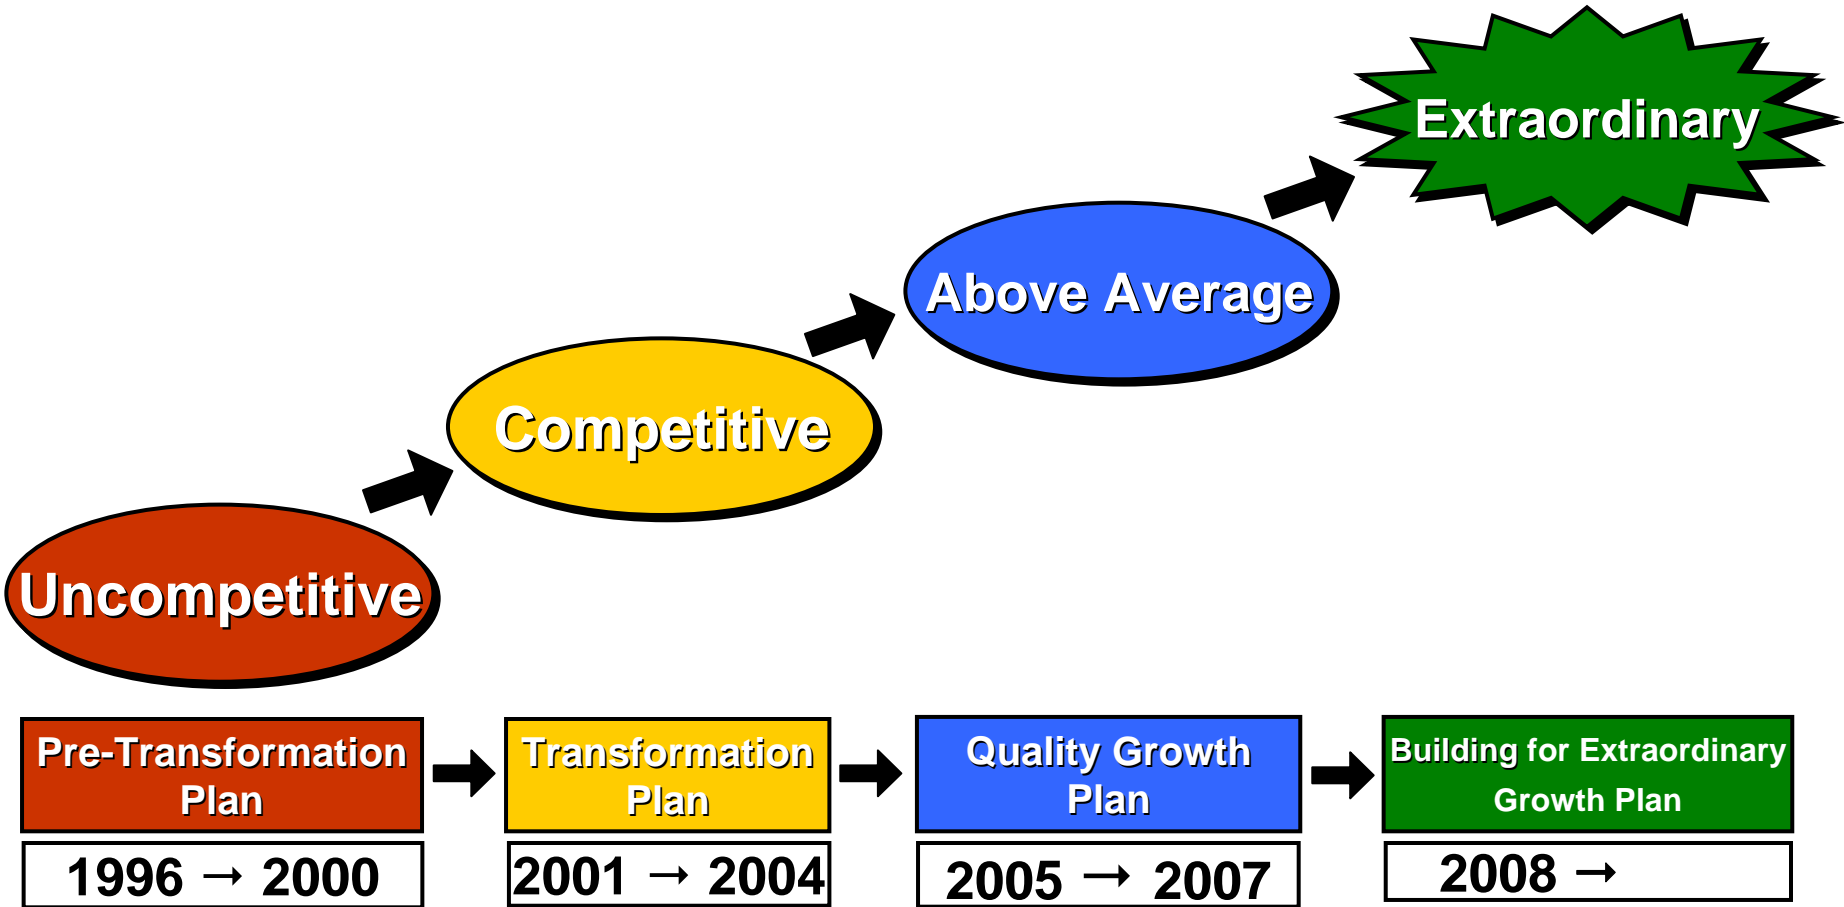 Extraordinary
Above Average
Competitive
Uncompetitive
Pre-Transformation
Plan
Transformation
Plan
Quality Growth
Plan
Building for Extraordinary
Growth Plan
1996 → 2000
2001 → 2004
2005 → 2007
2008 →